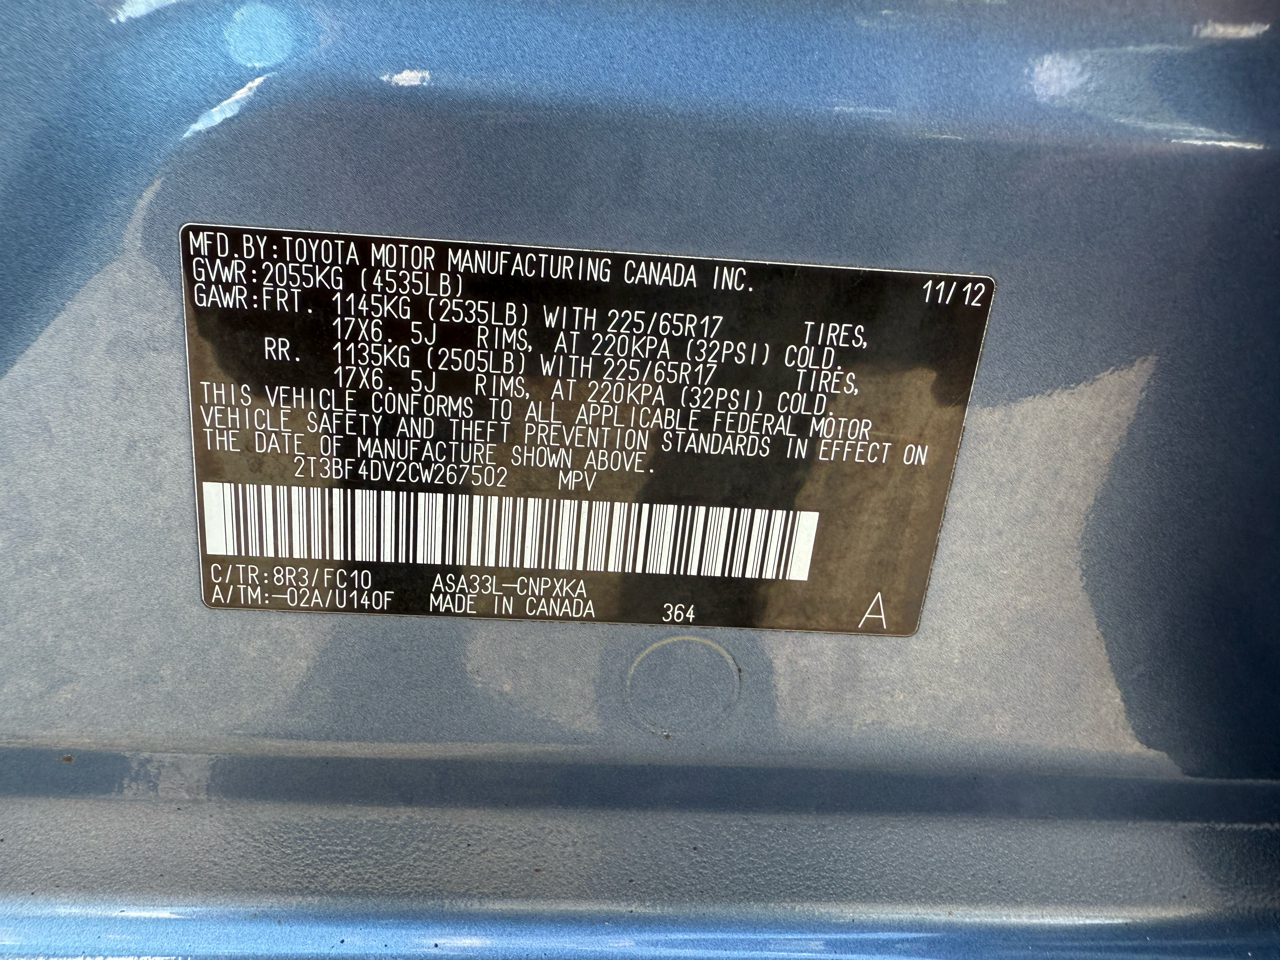 MFD.BY:TOYOTA MOTOR MANUFACTURING CANADA INC. 11/12
GVWR:2055KG (4535LB)
GAWR:FRT. 1145KG (2535LB) WITH 225/65R17 TIRES,
17X6. 5J RIMS, AT 220KPA (32PSI) COLD.
RR. 1135KG (2505LB) WITH 225/65R17 TIRES,
17X6. 5J RIMS, AT 220KPA (32PSI) COLD.
THIS VEHICLE CONFORMS TO ALL APPLICABLE FEDERAL MOTOR
VEHICLE SAFETY AND THEFT PREVENTION STANDARDS IN EFFECT ON
THE DATE OF MANUFACTURE SHOWN ABOVE.
2T3BF4DV2CW267502 MPV
C/TR:8R3/FC10 ASA33L-CNPXKA
A/TM:-02A/U140F MADE IN CANADA 364 A